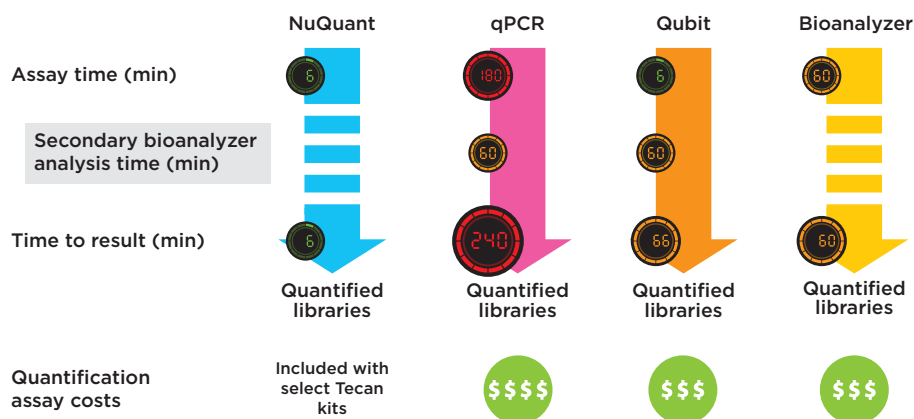 NuQuant qPCR Qubit Bioanalyzer
Assay time (min) 6 180 6 60
Secondary bioanalyzer
analysis time (min) 60 60
Time to result (min) 6 240 66 60
Quantified Quantified Quantified Quantified
libraries libraries libraries libraries
Included with
select Tecan
kits
Quantification
assay costs $$$$ $$$ $$$